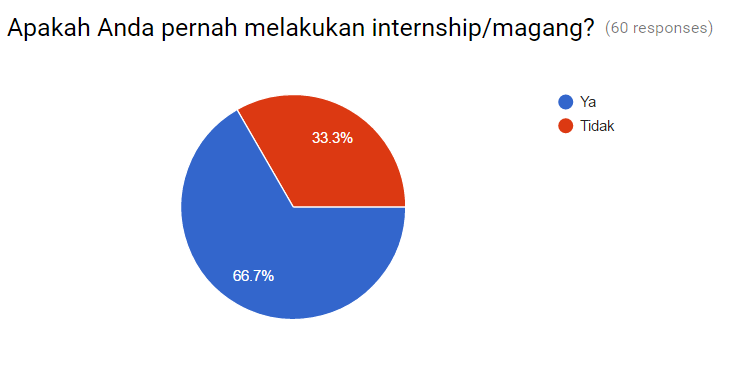 Apakah Anda pernah melakukan internship/magang? (60 responses)
Ya
Tidak
33.3%
66.7%